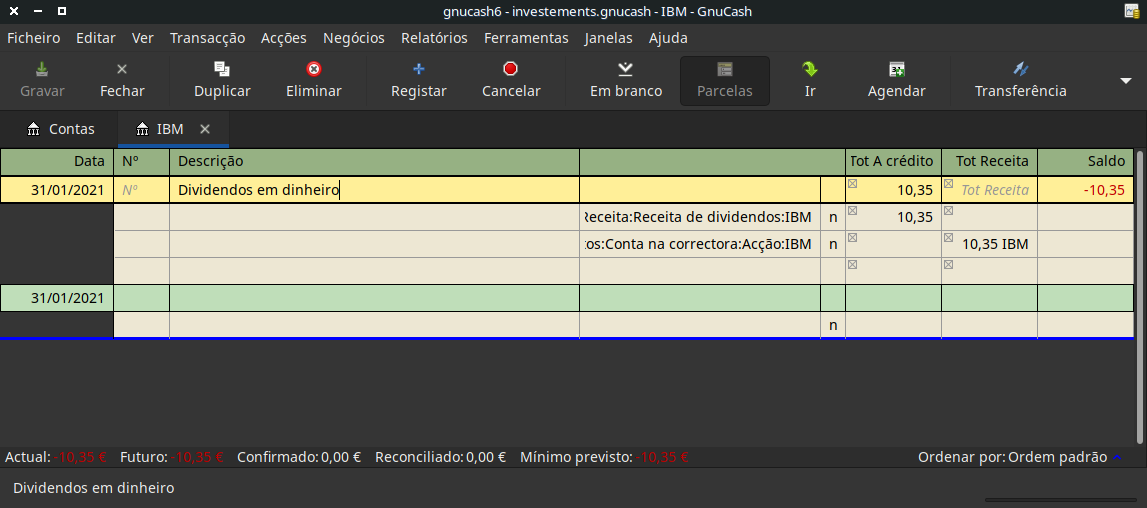 gnucash6 - investements.gnucash - IBM - GnuCash
Ficheiro Editar Ver Transacção Acções Negócios Relatórios Ferramentas Janelas Ajuda
Gravar Fechar Duplicar Eliminar Registar Cancelar Em branco Parcelas Ir Agendar Transferência
Contas IBM
Data Nº Descrição Tot A crédito Tot Receita Saldo
31/01/2021 Nº Dividendos em dinheiro 10,35 Tot Receita -10,35
Receita:Receita de dividendos:IBM n 10,35
os:Conta na correctora:Acção:IBM n 10,35 IBM
31/01/2021
n
Actual: -10,35 € Futuro: -10,35 € Confirmado: 0,00 € Reconciliado: 0,00 € Mínimo previsto: -10,35 € Ordenar por: Ordem padrão
Dividendos em dinheiro